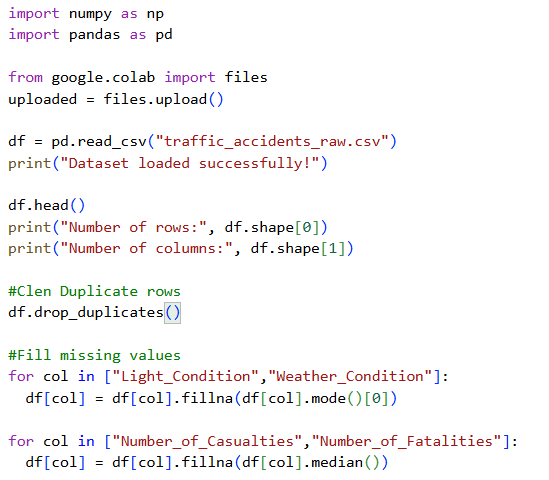 import numpy as np
import pandas as pd
from google.colab import files
uploaded = files.upload()
df = pd.read_csv("traffic_accidents_raw.csv")
print("Dataset loaded successfully!")
df.head()
print("Number of rows:", df.shape[0])
print("Number of columns:", df.shape[1])
#Clen Duplicate rows
df.drop_duplicates()
#Fill missing values
for col in ["Light_Condition","Weather_Condition"]:
  df[col] = df[col].fillna(df[col].mode()[0])
for col in ["Number_of_Casualties","Number_of_Fatalities"]:
  df[col] = df[col].fillna(df[col].median())